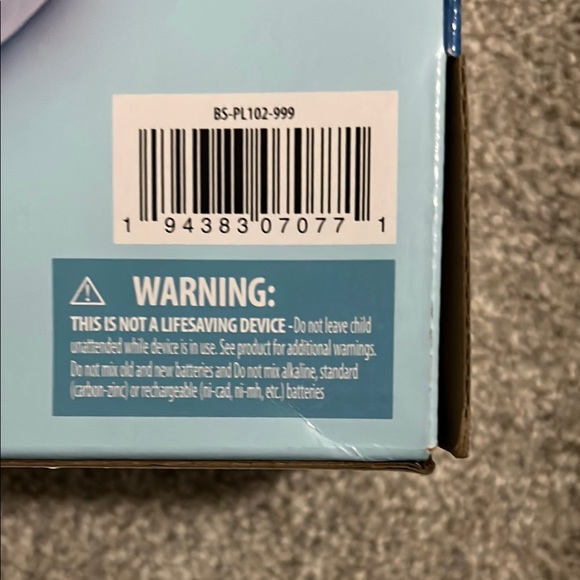 BS-PL102-999
1 94383 07077 1
WARNING:
THIS IS NOT A LIFESAVING DEVICE - Do not leave child
unattended while device is in use. See product for additional warnings.
Do not mix old and new batteries and Do not mix alkaline, standard
(carbon-zinc) or rechargeable (ni-cad, ni-mh, etc.) batteries